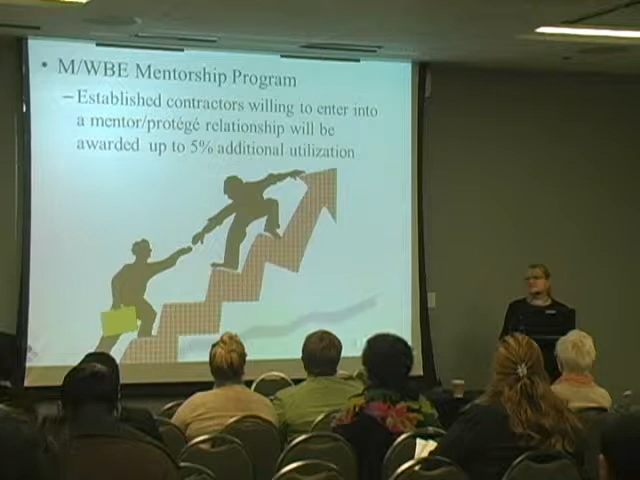 • M/WBE Mentorship Program
–Established contractors willing to enter into
a mentor/protégé relationship will be
awarded up to 5% additional utilization